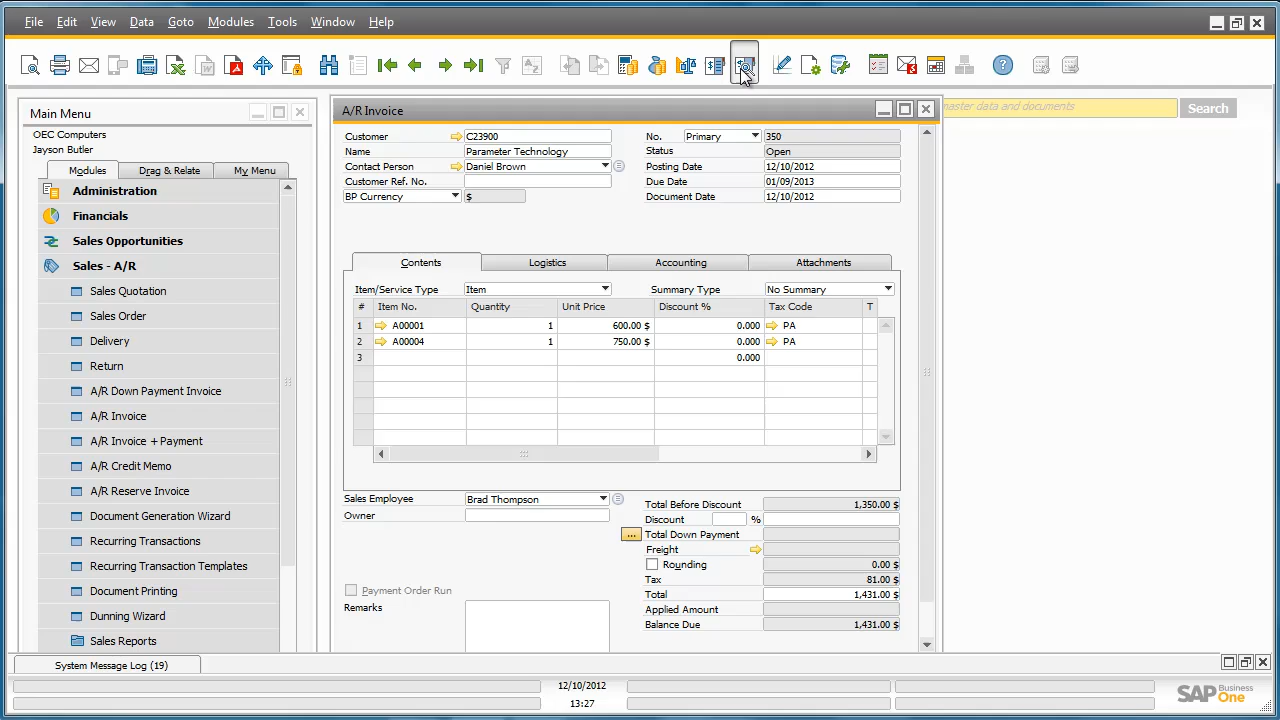 File Edit View Data Goto Modules Tools Window Help
Main Menu
OEC Computers
Jayson Butler
Modules Drag & Relate My Menu
Administration
Financials
Sales Opportunities
Sales - A/R
Sales Quotation
Sales Order
Delivery
Return
A/R Down Payment Invoice
A/R Invoice
A/R Invoice + Payment
A/R Credit Memo
A/R Reserve Invoice
Document Generation Wizard
Recurring Transactions
Recurring Transaction Templates
Document Printing
Dunning Wizard
Sales Reports
A/R Invoice
master data and documents Search
Customer C23900 No. Primary 350
Name Parameter Technology Status Open
Contact Person Daniel Brown Posting Date 12/10/2012
Customer Ref. No. Due Date 01/09/2013
BP Currency $ Document Date 12/10/2012
Contents Logistics Accounting Attachments
Item/Service Type Item Summary Type No Summary
# Item No. Quantity Unit Price Discount % Tax Code T
1 A00001 1 600.00 $ 0.000 PA
2 A00004 1 750.00 $ 0.000 PA
3 0.000
Sales Employee Brad Thompson Total Before Discount 1,350.00 $
Owner Discount %
... Total Down Payment
Freight
Rounding 0.00 $
Tax 81.00 $
Payment Order Run Total 1,431.00 $
Remarks Applied Amount
Balance Due 1,431.00 $
System Message Log (19)
12/10/2012
13:27
SAP Business One